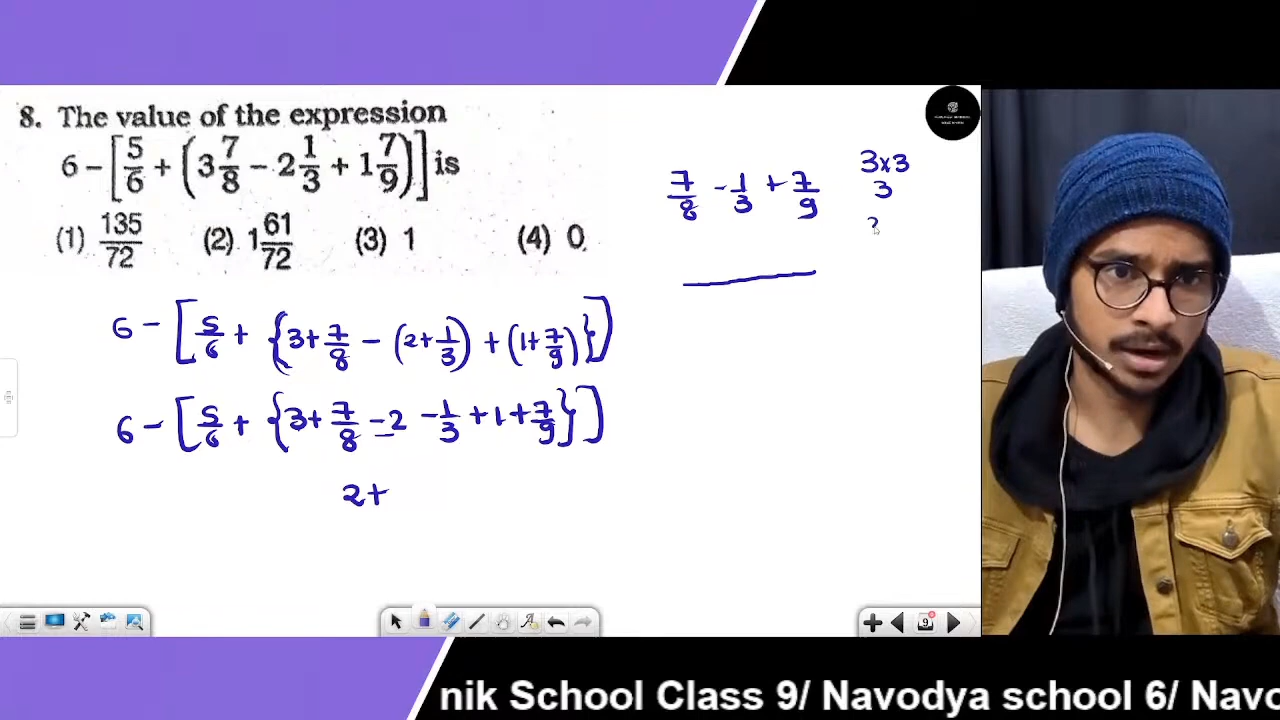 8. The value of the expression
6 - [5/6 + (3 7/8 - 2 1/3 + 1 7/9)] is
(1) 135/72 (2) 1 61/72 (3) 1 (4) 0
6 - [5/6 + {3 + 7/8 - (2 + 1/3) + (1 + 7/9)}]
6 - [5/6 + {3 + 7/8 - 2 - 1/3 + 1 + 7/9}]
2 +
7/8 - 1/3 + 7/9
3x3
3
9
nik School Class 9/ Navodya school 6/ Navo